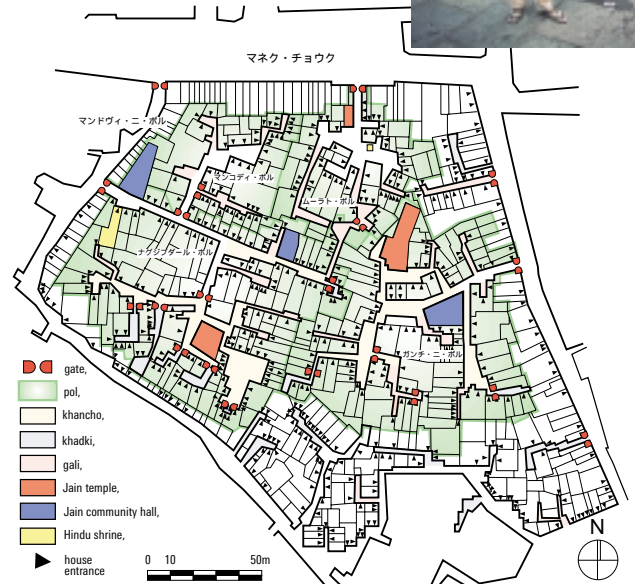 マネク・チョウク
マンドヴィ・ニ・ポル
マンコディ・ポル
ムーラト・ポル
ナグジブダール・ポル
ガンチ・ニ・ポル
gate,
pol,
khancho,
khadki,
gali,
Jain temple,
Jain community hall,
Hindu shrine,
house
entrance
0 10 50m
N